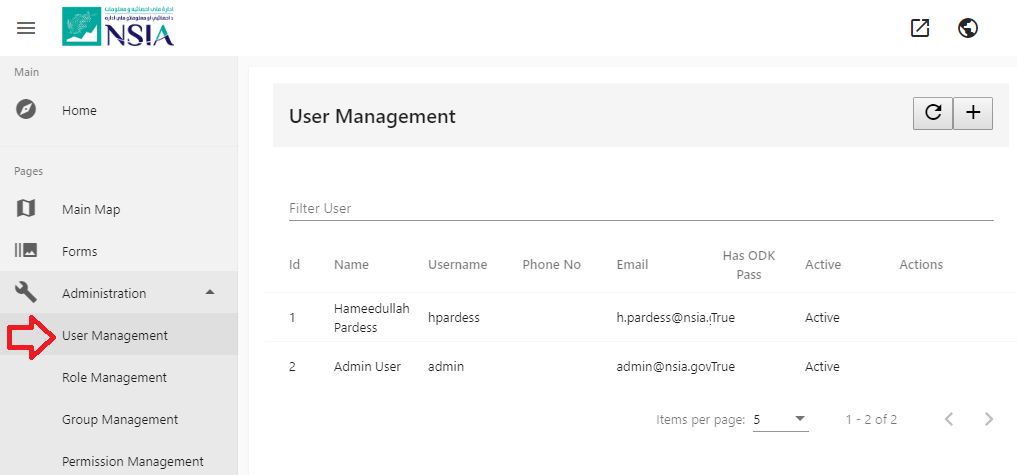 ادارهٔ ملی احصائیه و معلومات
د احصائیې او معلوماتو ملي اداره
NSIA
Main
Home
User Management
Pages
Main Map
Filter User
Forms
Id Name Username Phone No Email Has ODK Pass Active Actions
Administration
1 Hameedullah Pardess hpardess h.pardess@nsia. True Active
User Management
2 Admin User admin admin@nsia.gov True Active
Role Management
Group Management
Items per page: 5 1 - 2 of 2
Permission Management